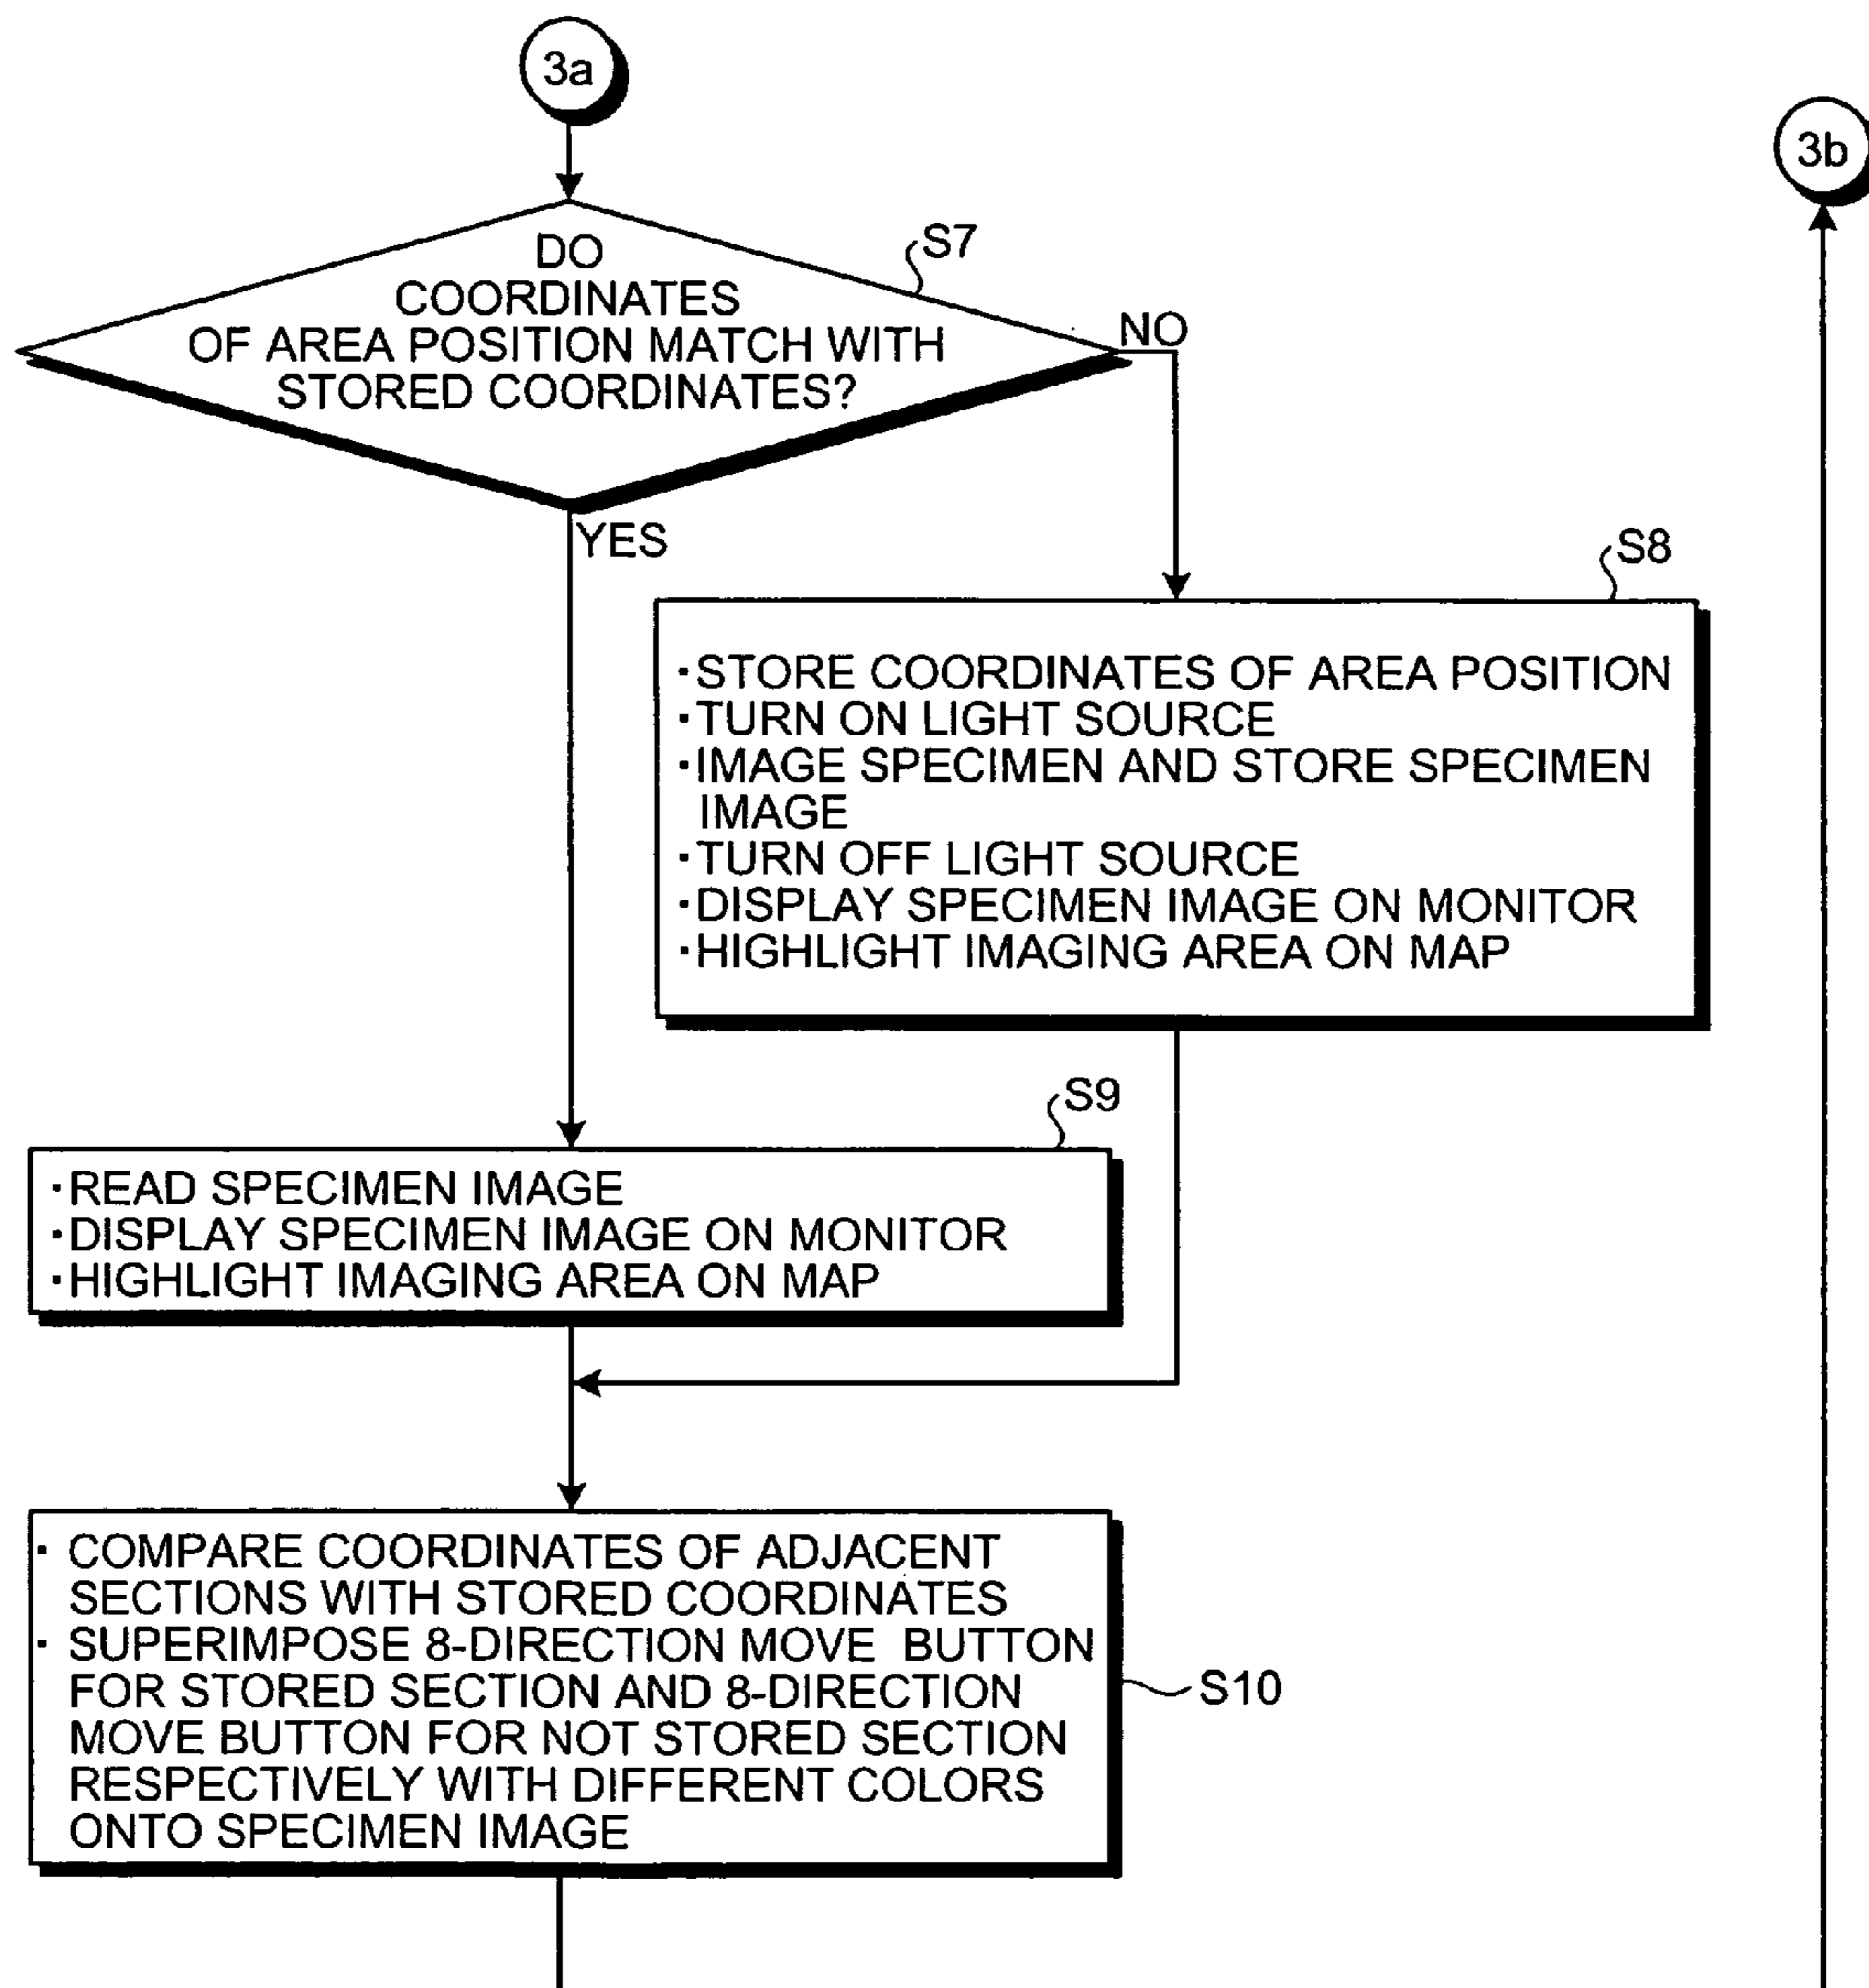 3a
3b
S7
DO
COORDINATES
OF AREA POSITION MATCH WITH
STORED COORDINATES?
NO
YES
S8
·STORE COORDINATES OF AREA POSITION
·TURN ON LIGHT SOURCE
·IMAGE SPECIMEN AND STORE SPECIMEN
IMAGE
·TURN OFF LIGHT SOURCE
·DISPLAY SPECIMEN IMAGE ON MONITOR
·HIGHLIGHT IMAGING AREA ON MAP
S9
·READ SPECIMEN IMAGE
·DISPLAY SPECIMEN IMAGE ON MONITOR
·HIGHLIGHT IMAGING AREA ON MAP
· COMPARE COORDINATES OF ADJACENT
SECTIONS WITH STORED COORDINATES
· SUPERIMPOSE 8-DIRECTION MOVE BUTTON
FOR STORED SECTION AND 8-DIRECTION
MOVE BUTTON FOR NOT STORED SECTION
RESPECTIVELY WITH DIFFERENT COLORS
ONTO SPECIMEN IMAGE
S10